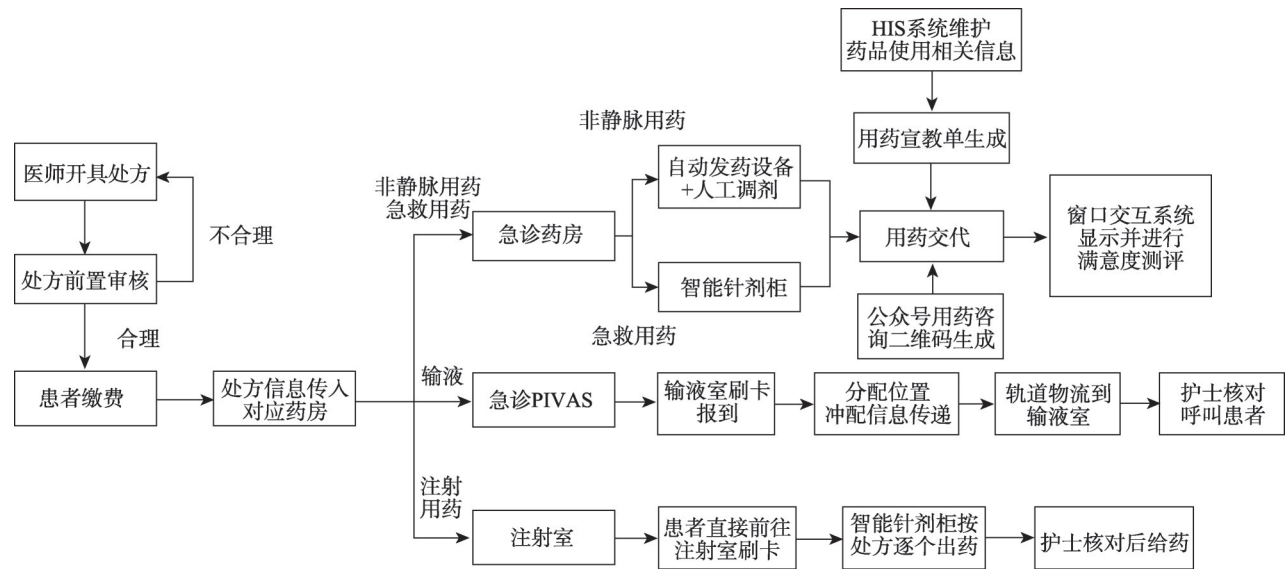 HIS系统维护
药品使用相关信息
非静脉用药
用药宣教单生成
医师开具处方
自动发药设备
+人工调剂
非静脉用药
急救用药
窗口交互系统
显示并进行
满意度测评
不合理
急诊药房
用药交代
处方前置审核
智能针剂柜
合理
急救用药
公众号用药咨
询二维码生成
患者缴费
处方信息传入
对应药房
输液
急诊PIVAS
输液室刷卡
报到
分配位置
冲配信息传递
轨道物流到
输液室
护士核对
呼叫患者
注射
用药
注射室
患者直接前往
注射室刷卡
智能针剂柜按
处方逐个出药
护士核对后给药